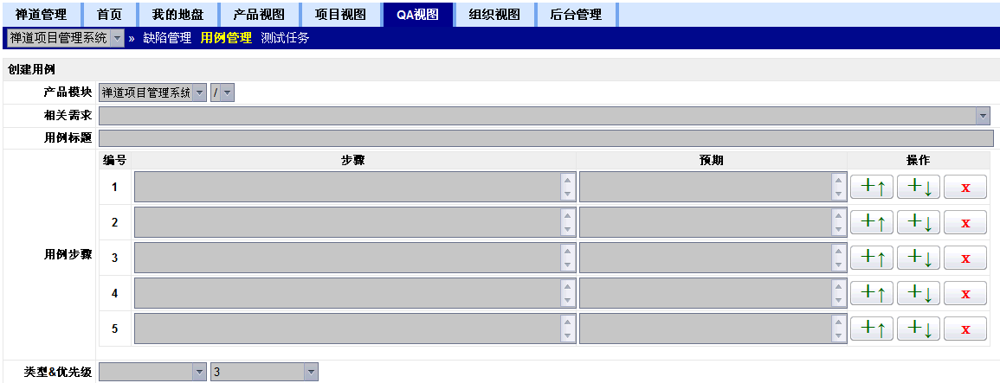 禅道管理 首页 我的地盘 产品视图 项目视图 QA视图 组织视图 后台管理
禅道项目管理系统 » 缺陷管理 用例管理 测试任务
创建用例
产品模块 禅道项目管理系统 /
相关需求
用例标题
编号 步骤 预期 操作
1 +↑ +↓ x
2 +↑ +↓ x
用例步骤 3 +↑ +↓ x
4 +↑ +↓ x
5 +↑ +↓ x
类型&优先级 3